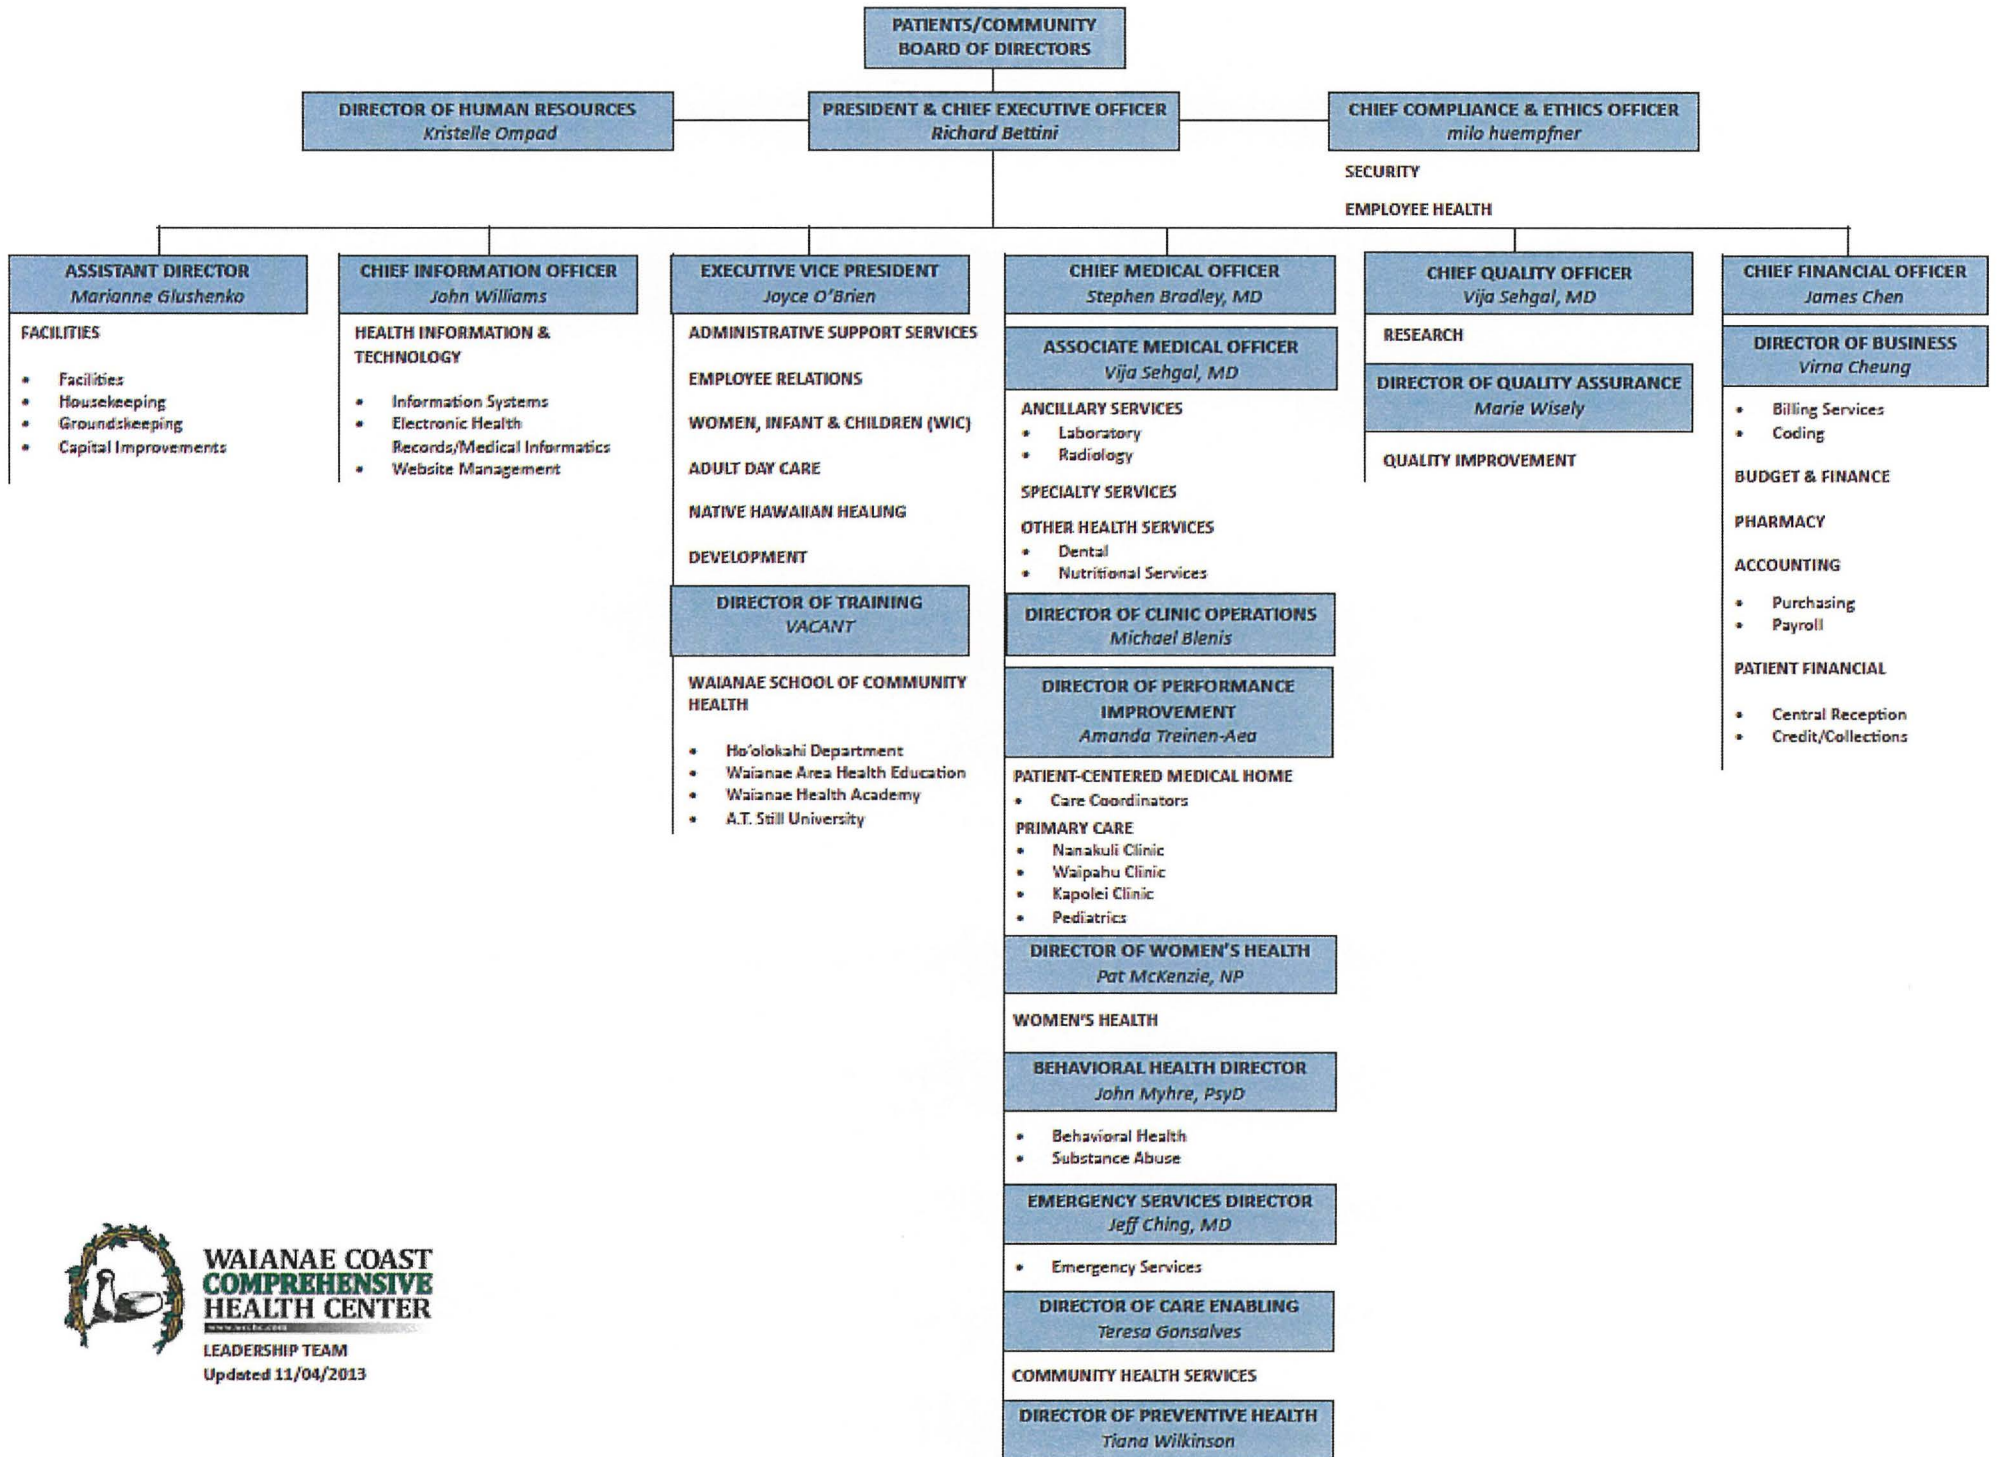 PATIENTS/COMMUNITY
BOARD OF DIRECTORS
DIRECTOR OF HUMAN RESOURCES
Kristelle Ompad
PRESIDENT & CHIEF EXECUTIVE OFFICER
Richard Bettini
CHIEF COMPLIANCE & ETHICS OFFICER
milo huempfner
SECURITY
EMPLOYEE HEALTH
ASSISTANT DIRECTOR
Marianne Glushenko
FACILITIES
• Facilities
• Housekeeping
• Groundskeeping
• Capital Improvements
CHIEF INFORMATION OFFICER
John Williams
HEALTH INFORMATION &
TECHNOLOGY
• Information Systems
• Electronic Health
Records/Medical Informatics
• Website Management
EXECUTIVE VICE PRESIDENT
Joyce O'Brien
ADMINISTRATIVE SUPPORT SERVICES
EMPLOYEE RELATIONS
WOMEN, INFANT & CHILDREN (WIC)
ADULT DAY CARE
NATIVE HAWAIIAN HEALING
DEVELOPMENT
DIRECTOR OF TRAINING
VACANT
WAIANAE SCHOOL OF COMMUNITY
HEALTH
• Ho'olokahi Department
• Waianae Area Health Education
• Waianae Health Academy
• A.T. Still University
CHIEF MEDICAL OFFICER
Stephen Bradley, MD
ASSOCIATE MEDICAL OFFICER
Vija Sehgal, MD
ANCILLARY SERVICES
• Laboratory
• Radiology
SPECIALTY SERVICES
OTHER HEALTH SERVICES
• Dental
• Nutritional Services
DIRECTOR OF CLINIC OPERATIONS
Michael Blenis
DIRECTOR OF PERFORMANCE
IMPROVEMENT
Amanda Treinen-Aea
PATIENT-CENTERED MEDICAL HOME
• Care Coordinators
PRIMARY CARE
• Nanakuli Clinic
• Waipahu Clinic
• Kapolei Clinic
• Pediatrics
DIRECTOR OF WOMEN'S HEALTH
Pat McKenzie, NP
WOMEN'S HEALTH
BEHAVIORAL HEALTH DIRECTOR
John Myhre, PsyD
• Behavioral Health
• Substance Abuse
EMERGENCY SERVICES DIRECTOR
Jeff Ching, MD
• Emergency Services
DIRECTOR OF CARE ENABLING
Teresa Gonsalves
COMMUNITY HEALTH SERVICES
DIRECTOR OF PREVENTIVE HEALTH
Tiana Wilkinson
CHIEF QUALITY OFFICER
Vija Sehgal, MD
RESEARCH
DIRECTOR OF QUALITY ASSURANCE
Marie Wisely
QUALITY IMPROVEMENT
CHIEF FINANCIAL OFFICER
James Chen
DIRECTOR OF BUSINESS
Virna Cheung
• Billing Services
• Coding
BUDGET & FINANCE
PHARMACY
ACCOUNTING
• Purchasing
• Payroll
PATIENT FINANCIAL
• Central Reception
• Credit/Collections
WAIANAE COAST
COMPREHENSIVE
HEALTH CENTER
LEADERSHIP TEAM
Updated 11/04/2013